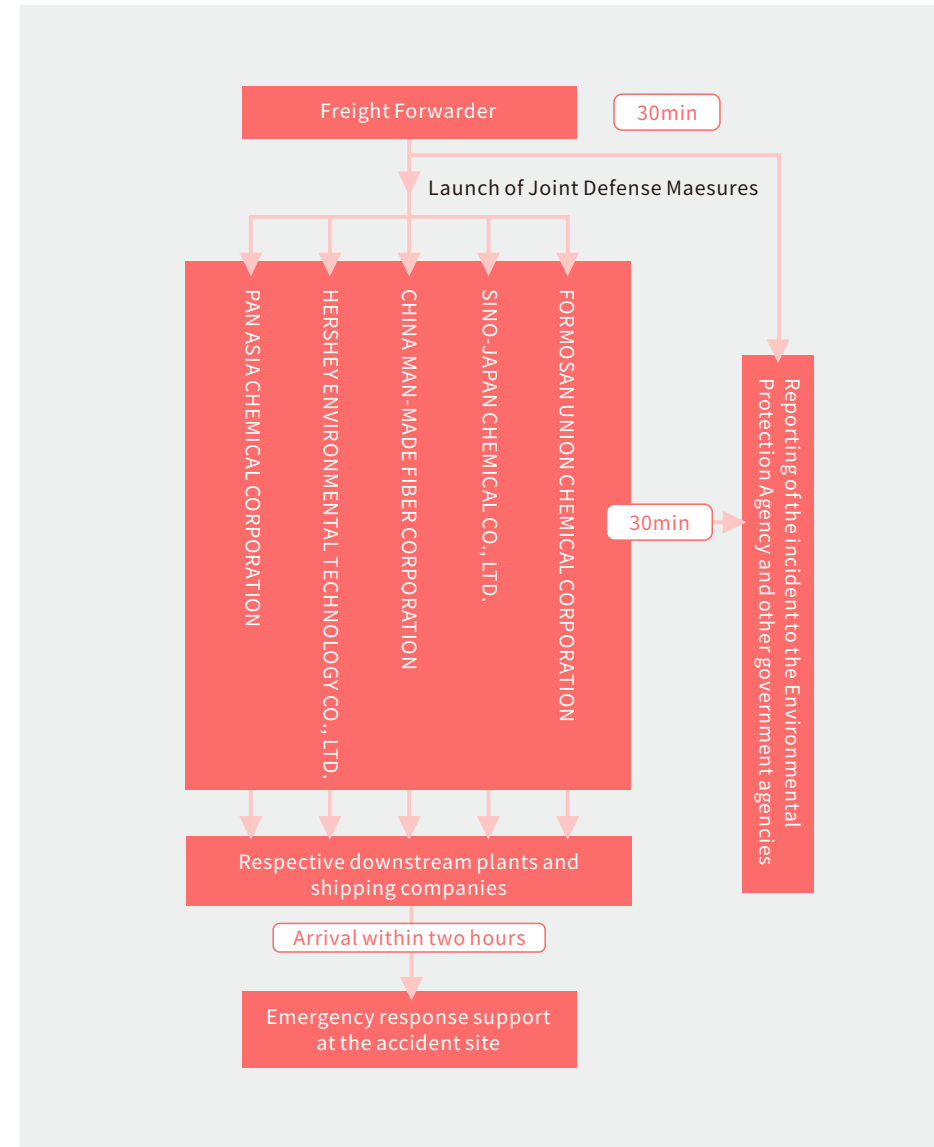 Freight Forwarder
30min
Launch of Joint Defense Maesures
PAN ASIA CHEMICAL CORPORATION
HERSHEY ENVIRONMENTAL TECHNOLOGY CO., LTD.
CHINA MAN-MADE FIBER CORPORATION
SINO-JAPAN CHEMICAL CO., LTD.
FORMOSAN UNION CHEMICAL CORPORATION
30min
Reporting of the incident to the Environmental
Protection Agency and other government agencies
Respective downstream plants and
shipping companies
Arrival within two hours
Emergency response support
at the accident site